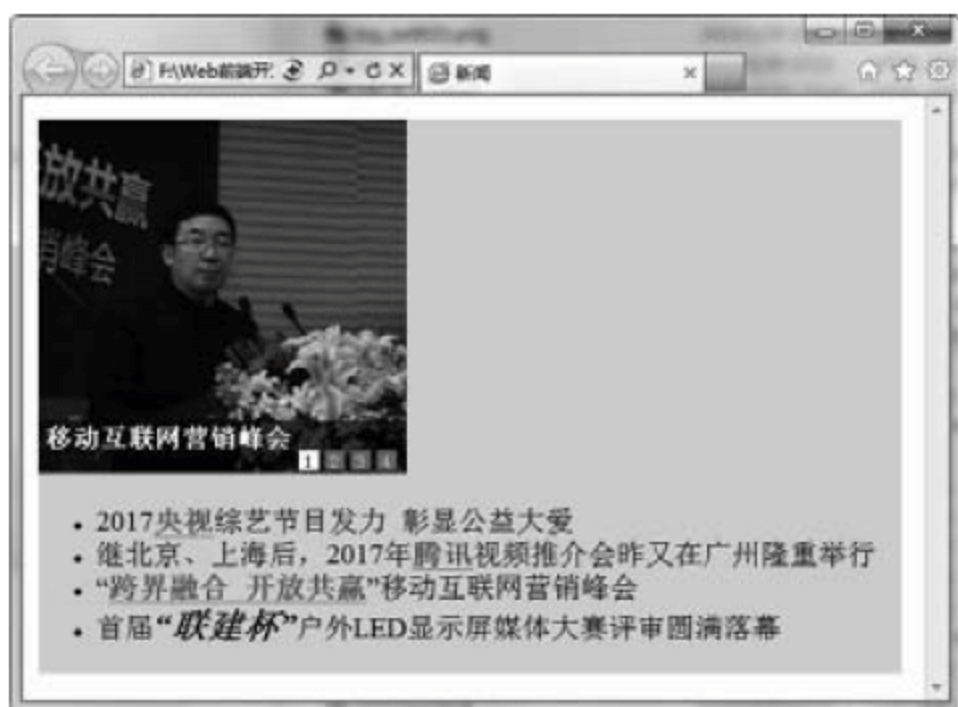 F:\Web前端开
新闻
放共赢
销峰会
移动互联网营销峰会
1 2 3 4
2017央视综艺节目发力 彰显公益大爱
继北京、上海后，2017年腾讯视频推介会昨又在广州隆重举行
“跨界融合 开放共赢”移动互联网营销峰会
首届“联建杯”户外LED显示屏媒体大赛评审圆满落幕